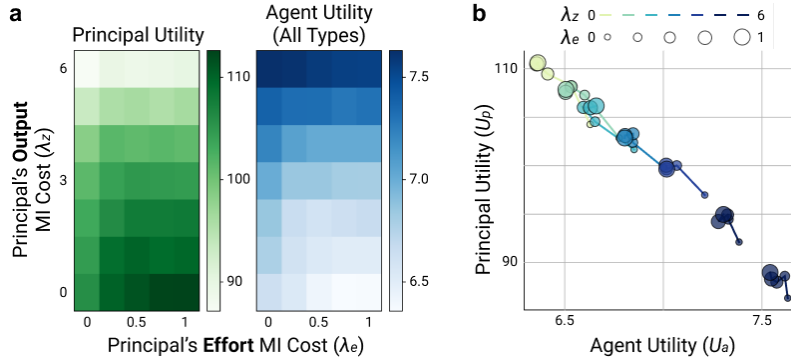 a
Principal Utility
Agent Utility
(All Types)
Principal's Output
MI Cost (λz)
6
3
0
0 0.5 1
110
100
90
0 0.5 1
7.5
7.0
6.5
Principal's Effort MI Cost (λe)
b
λz 0 6
λe 0 1
Principal Utility (Up)
110
90
6.5 7.5
Agent Utility (Ua)